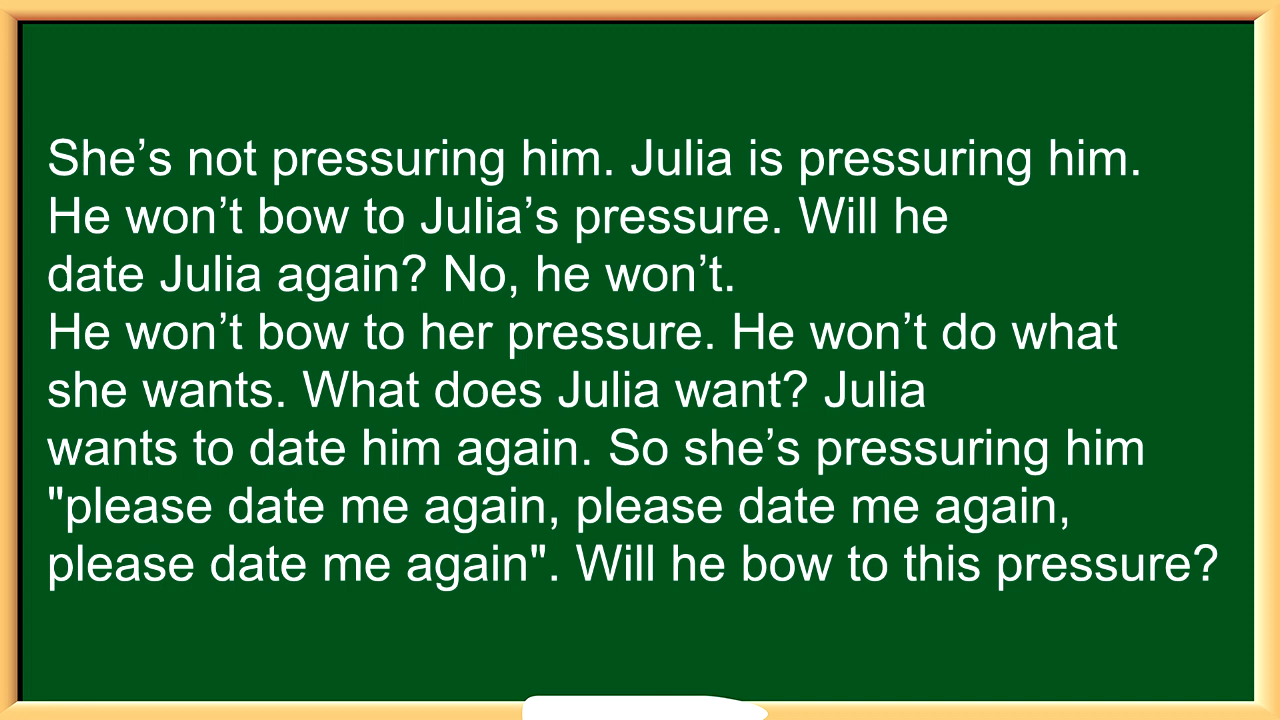 She’s not pressuring him. Julia is pressuring him.
He won’t bow to Julia’s pressure. Will he
date Julia again? No, he won’t.
He won’t bow to her pressure. He won’t do what
she wants. What does Julia want? Julia
wants to date him again. So she’s pressuring him
"please date me again, please date me again,
please date me again". Will he bow to this pressure?